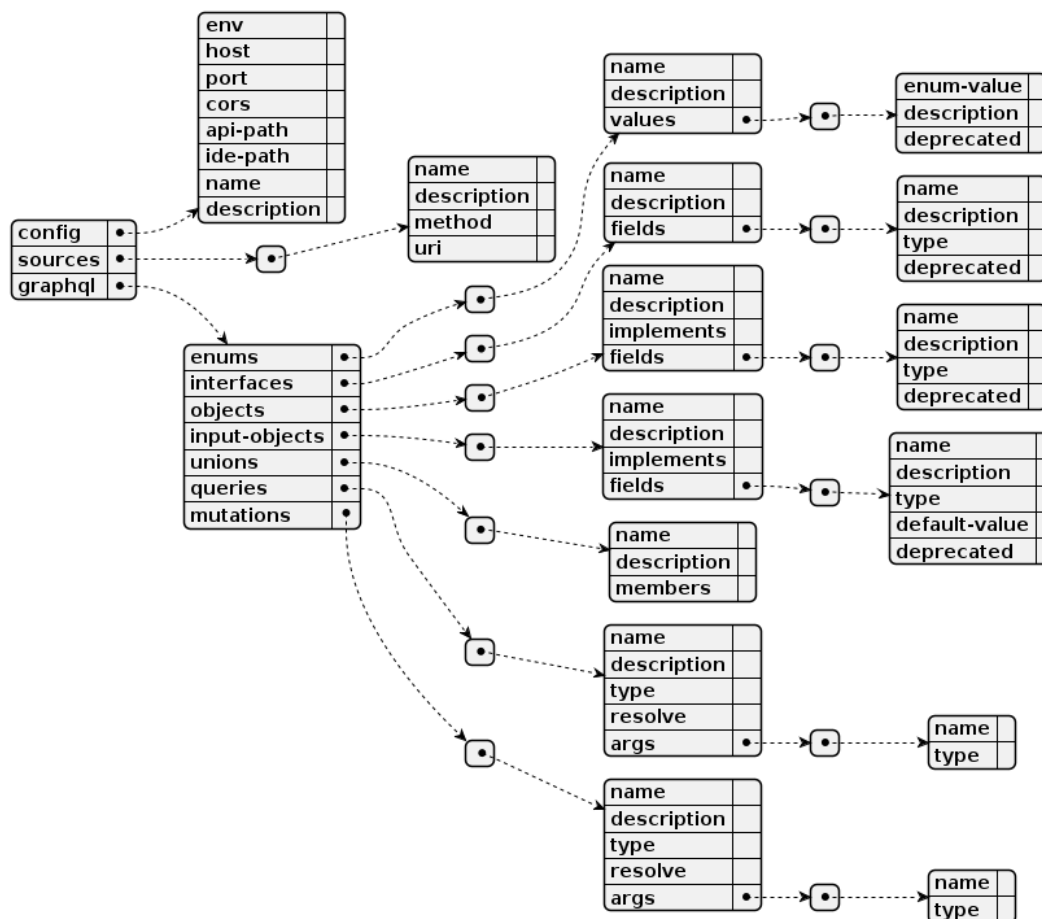 config
sources
graphql
env
host
port
cors
api-path
ide-path
name
description
name
description
method
uri
enums
interfaces
objects
input-objects
unions
queries
mutations
name
description
values
enum-value
description
deprecated
name
description
fields
name
description
type
deprecated
name
description
implements
fields
name
description
type
deprecated
name
description
implements
fields
name
description
type
default-value
deprecated
name
description
members
name
description
type
resolve
args
name
type
name
description
type
resolve
args
name
type